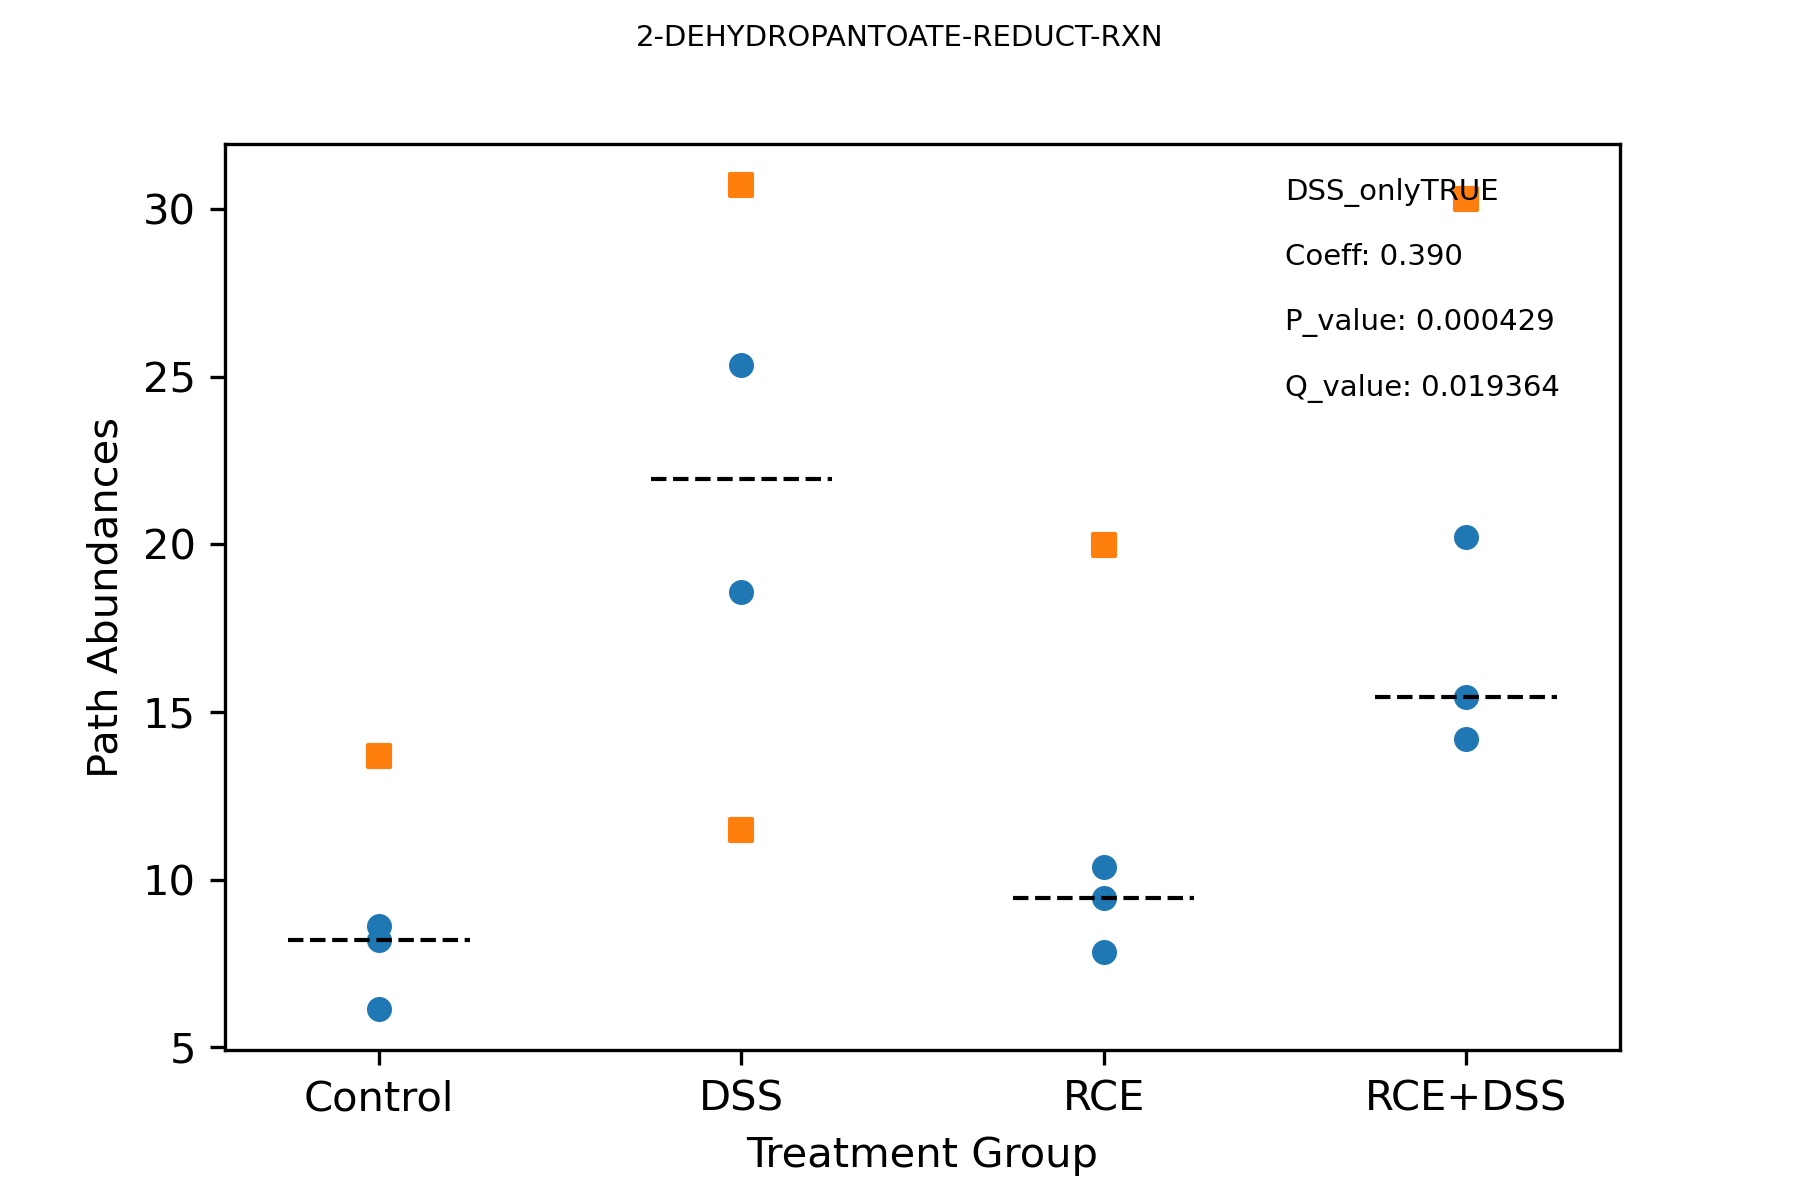 2-DEHYDROPANTOATE-REDUCT-RXN
DSS_onlyTRUE
Coeff: 0.390
P_value: 0.000429
Q_value: 0.019364
30
25
20
15
10
5
Path Abundances
Control
DSS
RCE
RCE+DSS
Treatment Group